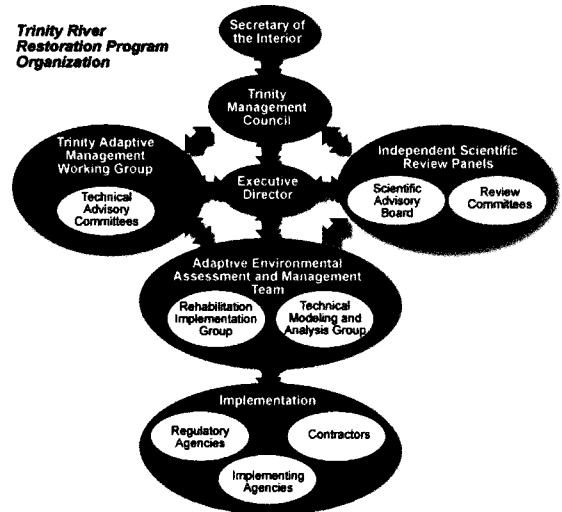 Trinity River
Restoration Program
Organization
Secretary of
the Interior
Trinity
Management
Council
Trinity Adaptive
Management
Working Group
Technical
Advisory
Committees
Executive
Director
Independent Scientific
Review Panels
Scientific
Advisory
Board
Review
Committees
Adaptive Environmental
Assessment and Management
Team
Rehabilitation
Implementation
Group
Technical
Modeling and
Analysis Group
Implementation
Regulatory
Agencies
Contractors
Implementing
Agencies